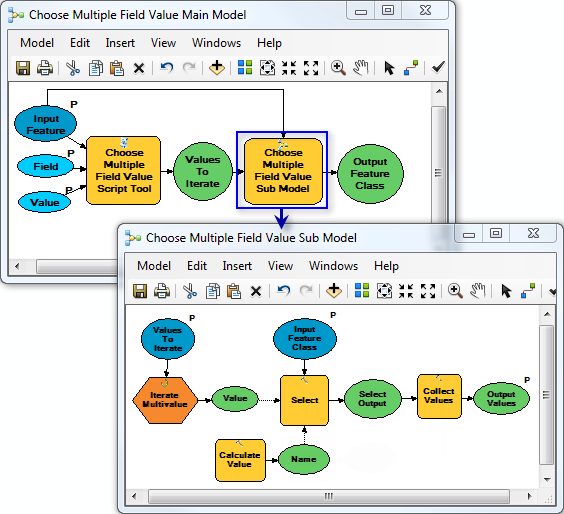 Choose Multiple Field Value Main Model
Model Edit Insert View Windows Help
P
Input
Feature
P
Field
P
Value
Choose
Multiple
Field Value
Script Tool
Values
To
Iterate
Choose
Multiple
Field Value
Sub Model
Output
Feature
Class
Choose Multiple Field Value Sub Model
Model Edit Insert View Windows Help
P
Values
To
Iterate
P
Input
Feature
Class
Iterate
Multivalue
Value
Select
Select
Output
Collect
Values
P
Output
Values
Calculate
Value
Name